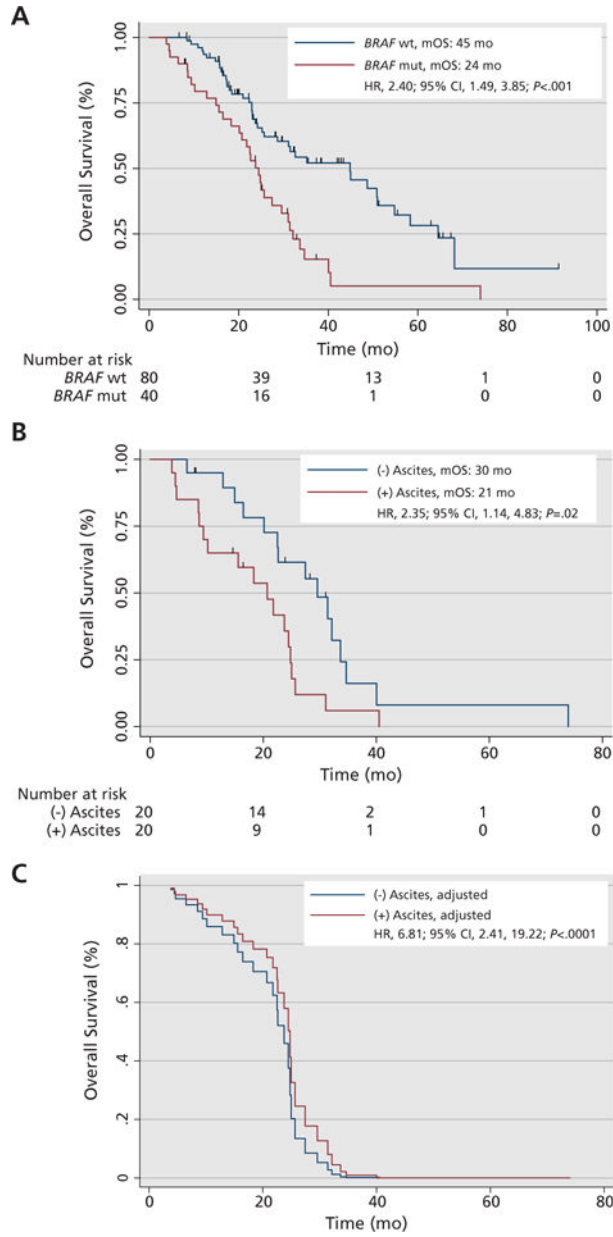 A
BRAF wt, mOS: 45 mo
BRAF mut, mOS: 24 mo
HR, 2.40; 95% CI, 1.49, 3.85; P<.001
Overall Survival (%)
1.00
0.75
0.50
0.25
0.00
0 20 40 60 80 100
Time (mo)
Number at risk
BRAF wt 80 39 13 1 0
BRAF mut 40 16 1 0 0
B
(-) Ascites, mOS: 30 mo
(+) Ascites, mOS: 21 mo
HR, 2.35; 95% CI, 1.14, 4.83; P=.02
Overall Survival (%)
1.00
0.75
0.50
0.25
0.00
0 20 40 60 80
Time (mo)
Number at risk
(-) Ascites 20 14 2 1 0
(+) Ascites 20 9 1 0 0
C
(-) Ascites, adjusted
(+) Ascites, adjusted
HR, 6.81; 95% CI, 2.41, 19.22; P<.0001
Overall Survival (%)
1
.8
.6
.4
.2
0
0 20 40 60 80
Time (mo)